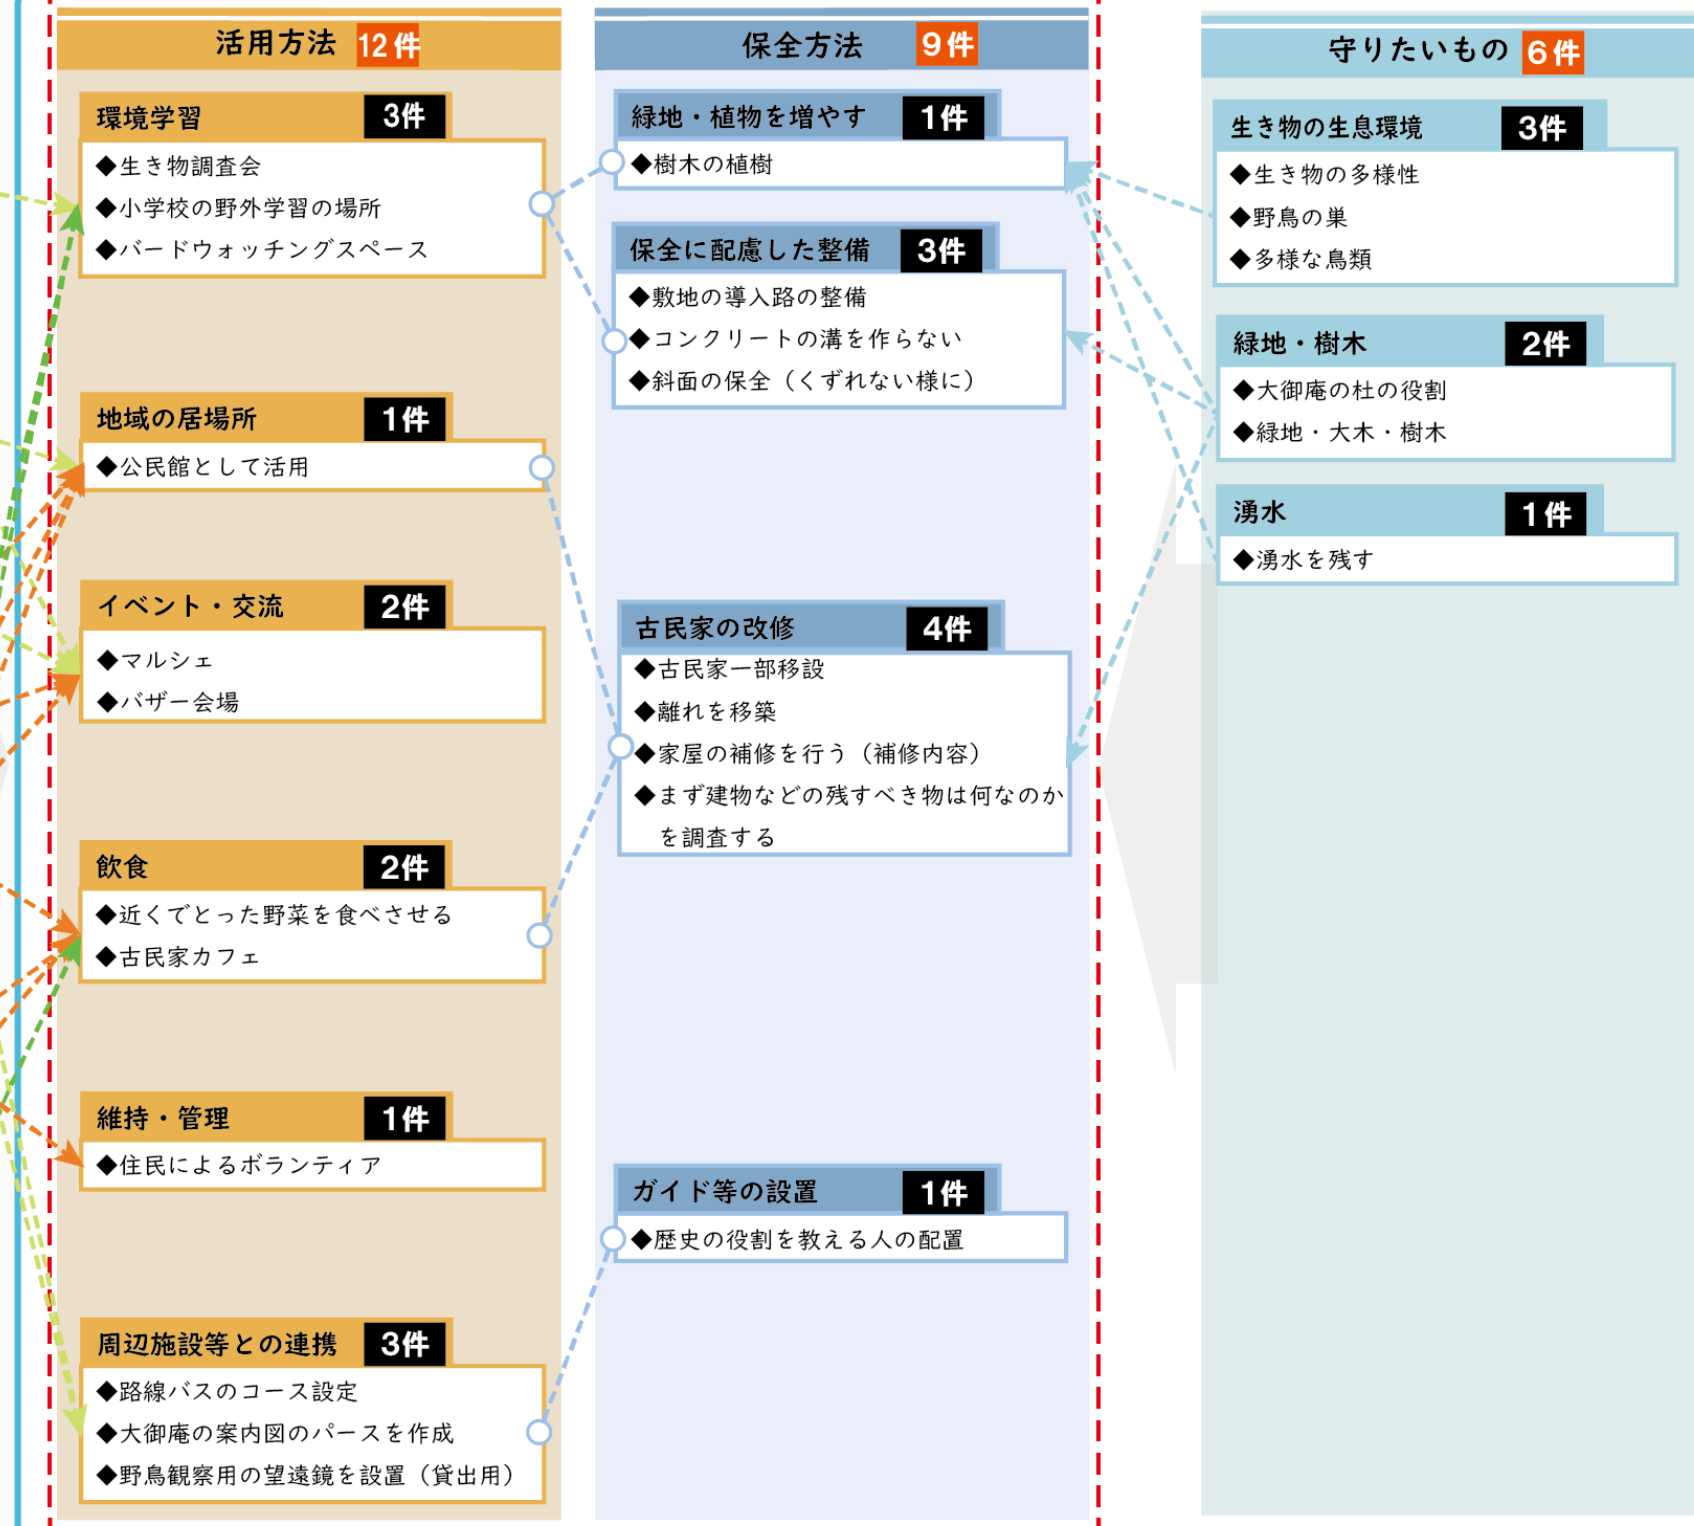 活用方法 12件
環境学習 3件
◆生き物調査会
◆小学校の野外学習の場所
◆バードウォッチングスペース
地域の居場所 1件
◆公民館として活用
イベント・交流 2件
◆マルシェ
◆バザー会場
飲食 2件
◆近くでとった野菜を食べさせる
◆古民家カフェ
維持・管理 1件
◆住民によるボランティア
周辺施設等との連携 3件
◆路線バスのコース設定
◆大御庵の案内図のパースを作成
◆野鳥観察用の望遠鏡を設置（貸出用）
保全方法 9件
緑地・植物を増やす 1件
◆樹木の植樹
保全に配慮した整備 3件
◆敷地の導入路の整備
◆コンクリートの溝を作らない
◆斜面の保全（くずれない様に）
古民家の改修 4件
◆古民家一部移設
◆離れを移築
◆家屋の補修を行う（補修内容）
◆まず建物などの残すべき物は何なのか
を調査する
ガイド等の設置 1件
◆歴史の役割を教える人の配置
守りたいもの 6件
生き物の生息環境 3件
◆生き物の多様性
◆野鳥の巣
◆多様な鳥類
緑地・樹木 2件
◆大御庵の杜の役割
◆緑地・大木・樹木
湧水 1件
◆湧水を残す